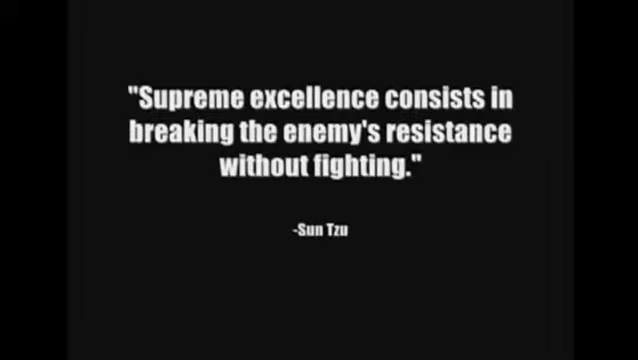 "Supreme excellence consists in
breaking the enemy's resistance
without fighting."
-Sun Tzu